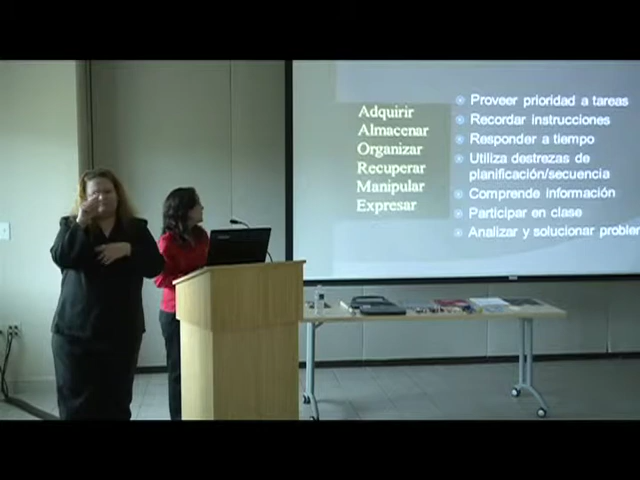 Adquirir
Almacenar
Organizar
Recuperar
Manipular
Expresar
Proveer prioridad a tareas
Recordar instrucciones
Responder a tiempo
Utiliza destrezas de
planificación/secuencia
Comprende información
Participar en clase
Analizar y solucionar problem